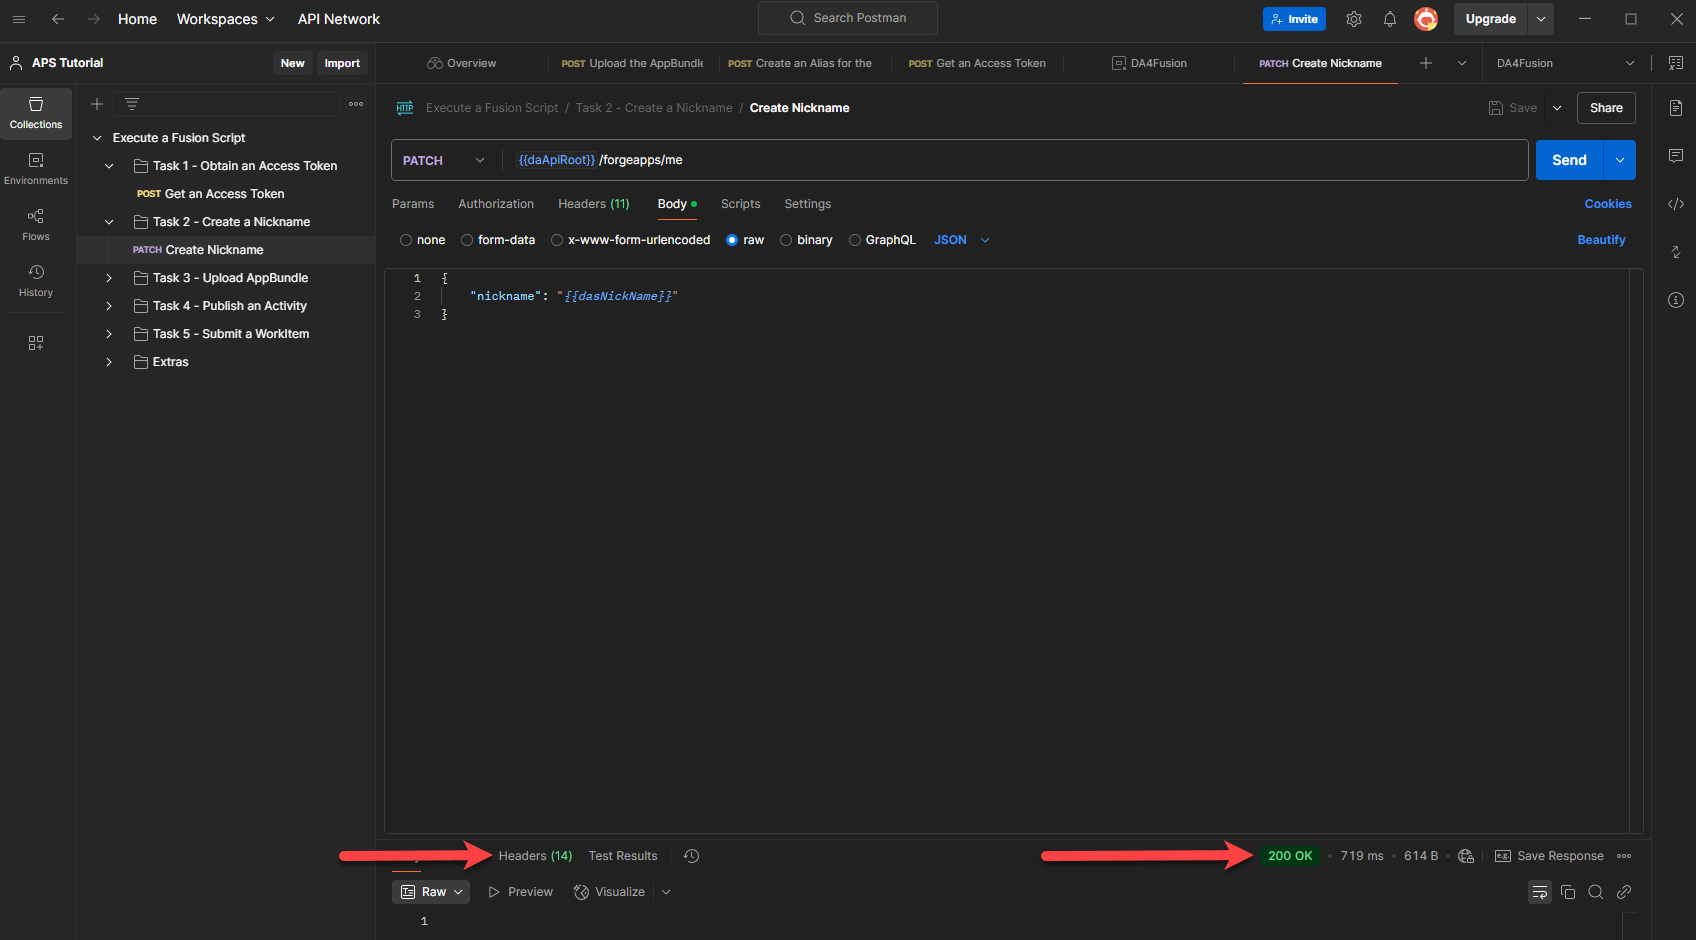 Home Workspaces API Network Search Postman Invite Upgrade
APS Tutorial New Import Overview POST Upload the AppBundle POST Create an Alias for the POST Get an Access Token DA4Fusion PATCH Create Nickname DA4Fusion
Collections
Environments
Flows
History
Execute a Fusion Script
Task 1 - Obtain an Access Token
POST Get an Access Token
Task 2 - Create a Nickname
PATCH Create Nickname
Task 3 - Upload AppBundle
Task 4 - Publish an Activity
Task 5 - Submit a WorkItem
Extras
HTTP Execute a Fusion Script / Task 2 - Create a Nickname / Create Nickname Save Share
PATCH {{daApiRoot}} /forgeapps/me Send
Params Authorization Headers (11) Body Scripts Settings Cookies
none form-data x-www-form-urlencoded raw binary GraphQL JSON Beautify
1 {
2 "nickname": "{{dasNickName}}"
3 }
Headers (14) Test Results 200 OK 719 ms 614 B e.g. Save Response
Raw Preview Visualize
1